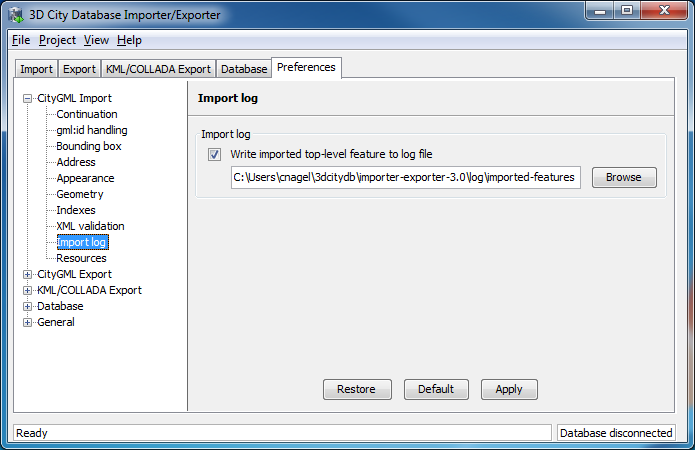 3D City Database Importer/Exporter
File Project View Help
Import Export KML/COLLADA Export Database Preferences
CityGML Import
Continuation
gml:id handling
Bounding box
Address
Appearance
Geometry
Indexes
XML validation
Import log
Resources
CityGML Export
KML/COLLADA Export
Database
General
Import log
Import log
Write imported top-level feature to log file
C:\Users\cnagel\3dcitydb\importer-exporter-3.0\log\imported-features
Browse
Restore Default Apply
Ready
Database disconnected